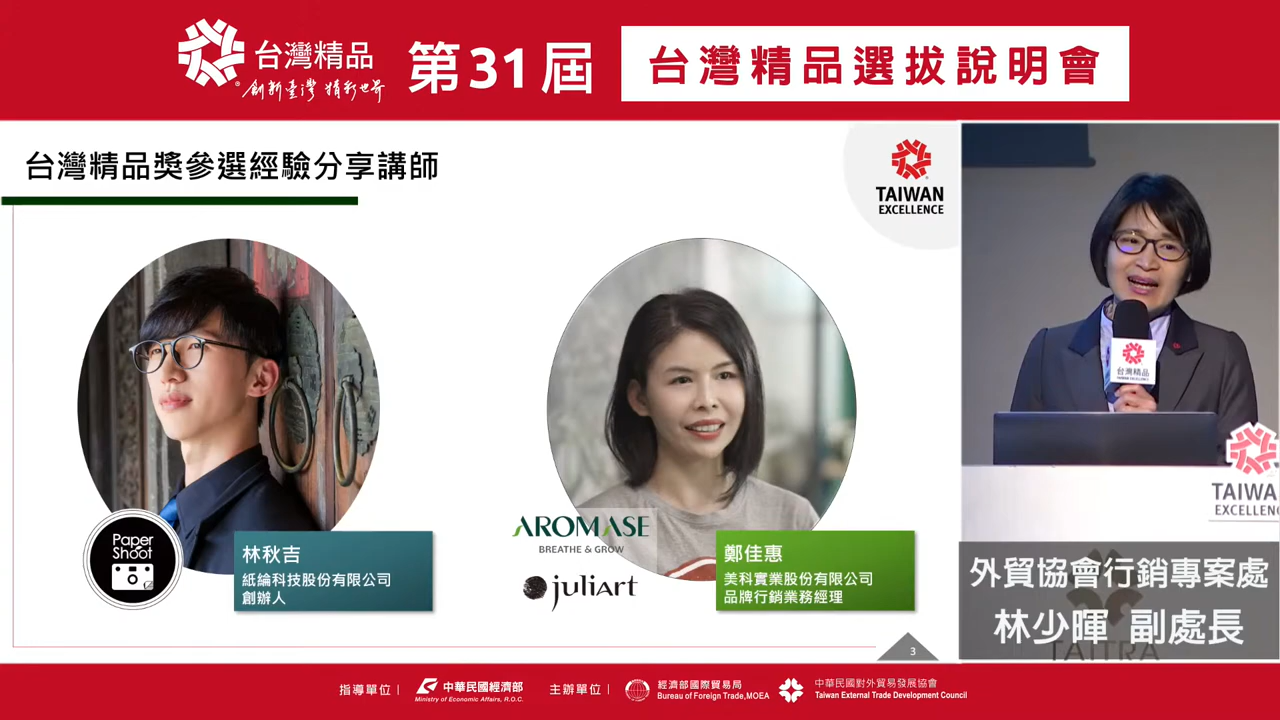 台灣精品
創新臺灣 精彩世界
第31屆
台灣精品選拔說明會
台灣精品獎參選經驗分享講師
TAIWAN
EXCELLENCE
Paper
Shoot
林秋吉
紙綸科技股份有限公司
創辦人
AROMASE
BREATHE & GROW
juliArt
鄭佳惠
美科實業股份有限公司
品牌行銷業務經理
3
台灣精品
TAIWAN EXCELLENCE
TAIWA
EXCELLENC
外貿協會行銷專案處
林少暉 副處長
TAITRA
指導單位
中華民國經濟部
Ministry of Economic Affairs, R.O.C.
主辦單位
經濟部國際貿易局
Bureau of Foreign Trade,MOEA
中華民國對外貿易發展協會
Taiwan External Trade Development Council